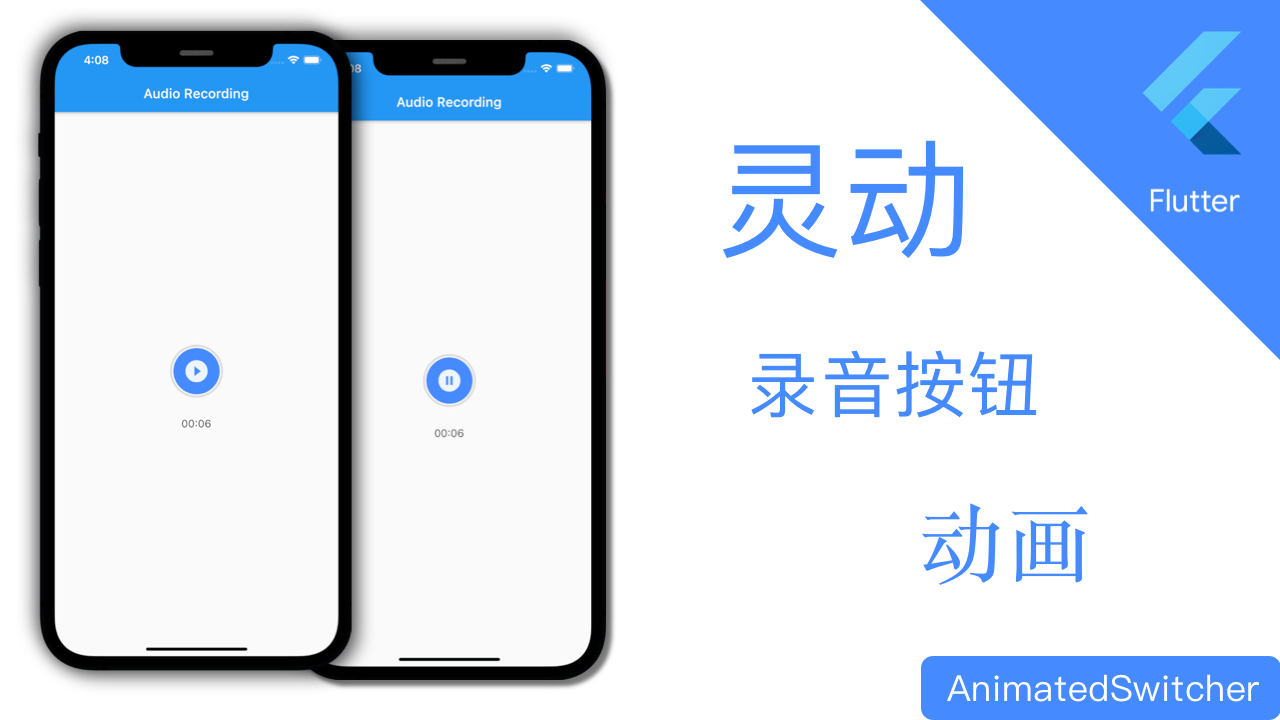 4:08
Audio Recording
00:06
08
Audio Recording
00:06
灵动
录音按钮
动画
Flutter
AnimatedSwitcher